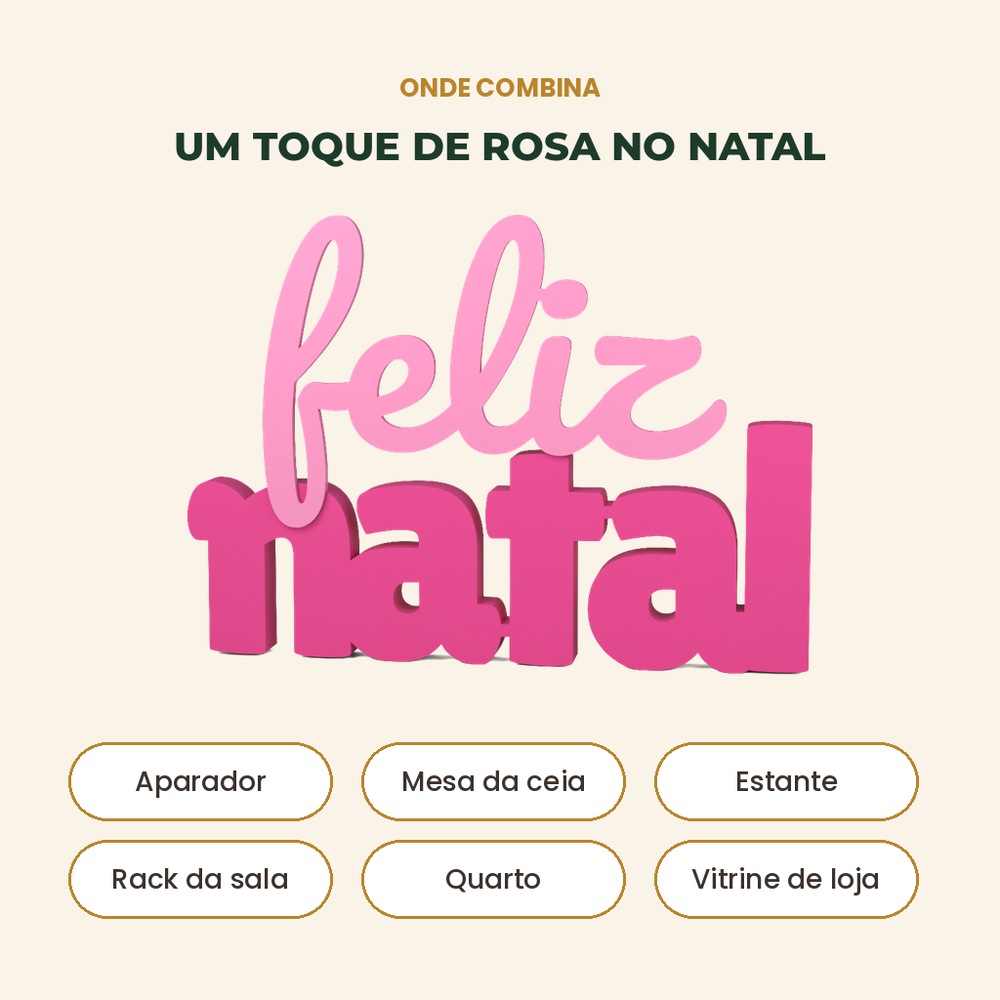 ONDE COMBINA
UM TOQUE DE ROSA NO NATAL
feliz
natal
Aparador
Mesa da ceia
Estante
Rack da sala
Quarto
Vitrine de loja